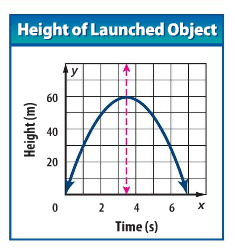 Height of Launched Object
y
60
40
20
Height (m)
0 2 4 6 x
Time (s)